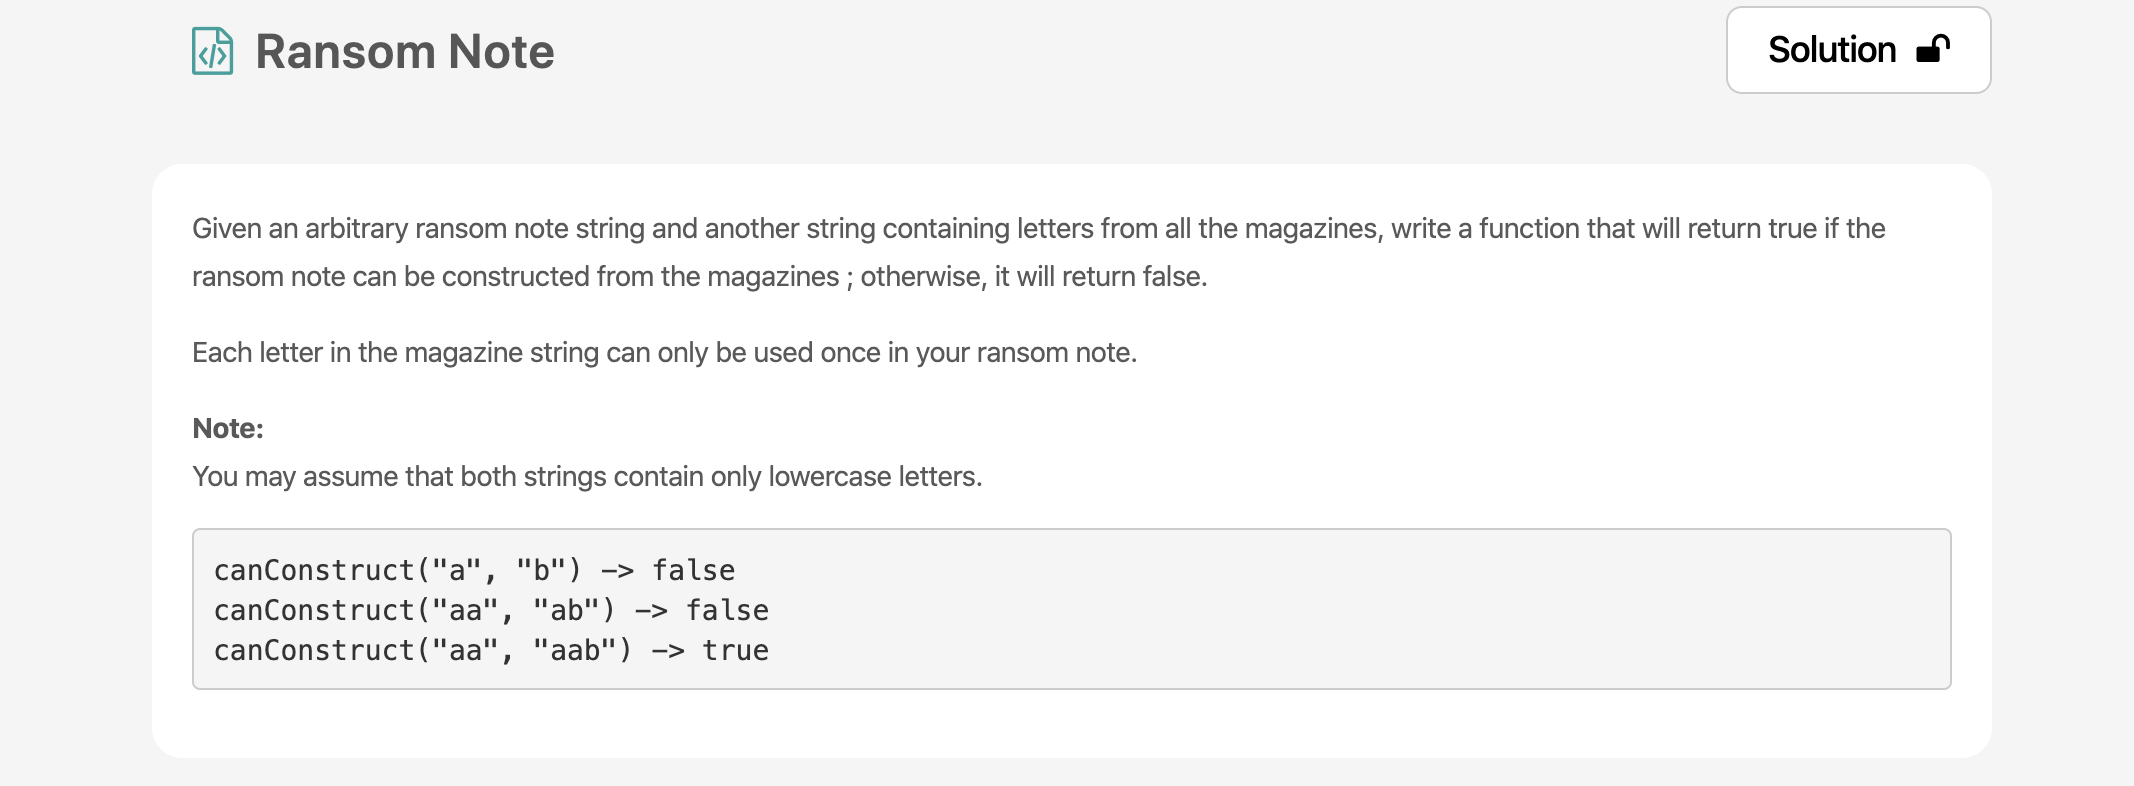 Ransom Note
Solution
Given an arbitrary ransom note string and another string containing letters from all the magazines, write a function that will return true if the
ransom note can be constructed from the magazines ; otherwise, it will return false.
Each letter in the magazine string can only be used once in your ransom note.
Note:
You may assume that both strings contain only lowercase letters.
canConstruct("a", "b") -> false
canConstruct("aa", "ab") -> false
canConstruct("aa", "aab") -> true